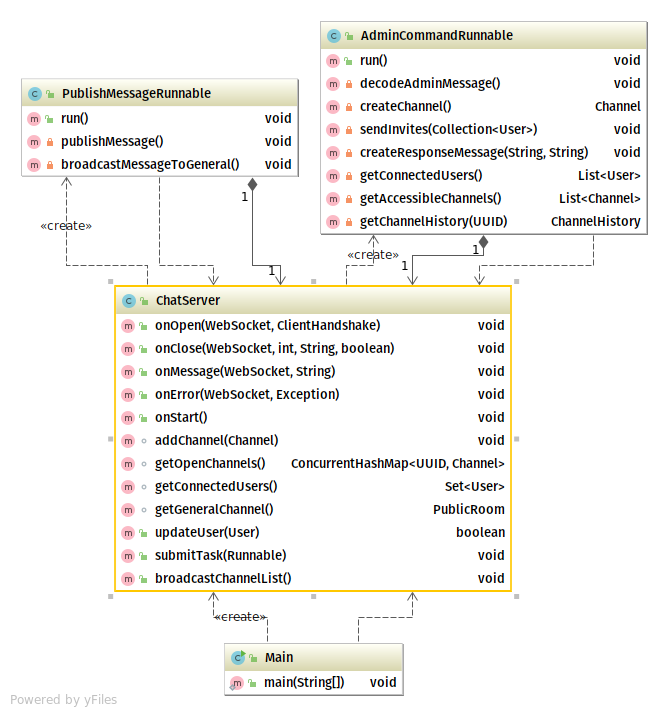 C AdminCommandRunnable
m run() void
m decodeAdminMessage() void
m createChannel() Channel
m sendInvites(Collection<User>) void
m createResponseMessage(String, String) void
m getConnectedUsers() List<User>
m getAccessibleChannels() List<Channel>
m getChannelHistory(UUID) ChannelHistory
C PublishMessageRunnable
m run() void
m publishMessage() void
m broadcastMessageToGeneral() void
1
«create»
1
1
«create»
1
C ChatServer
m onOpen(WebSocket, ClientHandshake) void
m onClose(WebSocket, int, String, boolean) void
m onMessage(WebSocket, String) void
m onError(WebSocket, Exception) void
m onStart() void
m addChannel(Channel) void
m getOpenChannels() ConcurrentHashMap<UUID, Channel>
m getConnectedUsers() Set<User>
m getGeneralChannel() PublicRoom
m updateUser(User) boolean
m submitTask(Runnable) void
m broadcastChannelList() void
«create»
C Main
m main(String[]) void
Powered by yFiles